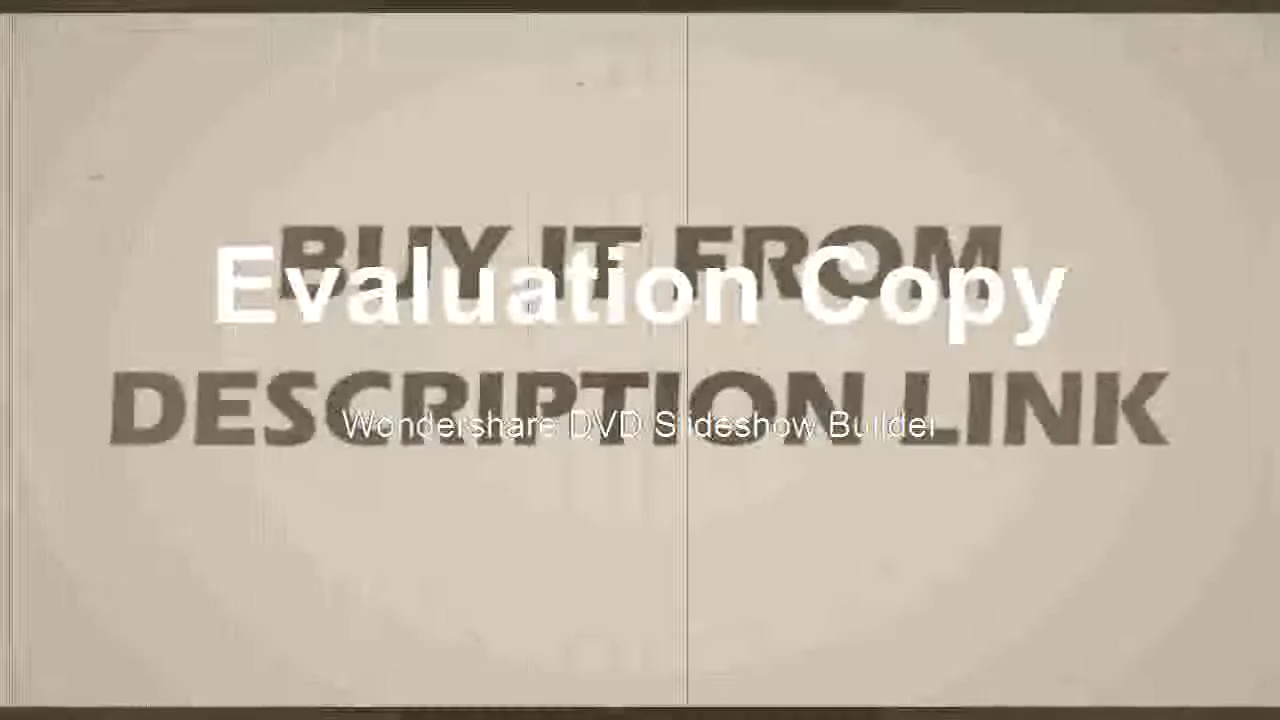 BUY IT FROM
Evaluation Copy
DESCRIPTION LINK
Wondershare DVD Slideshow Builder